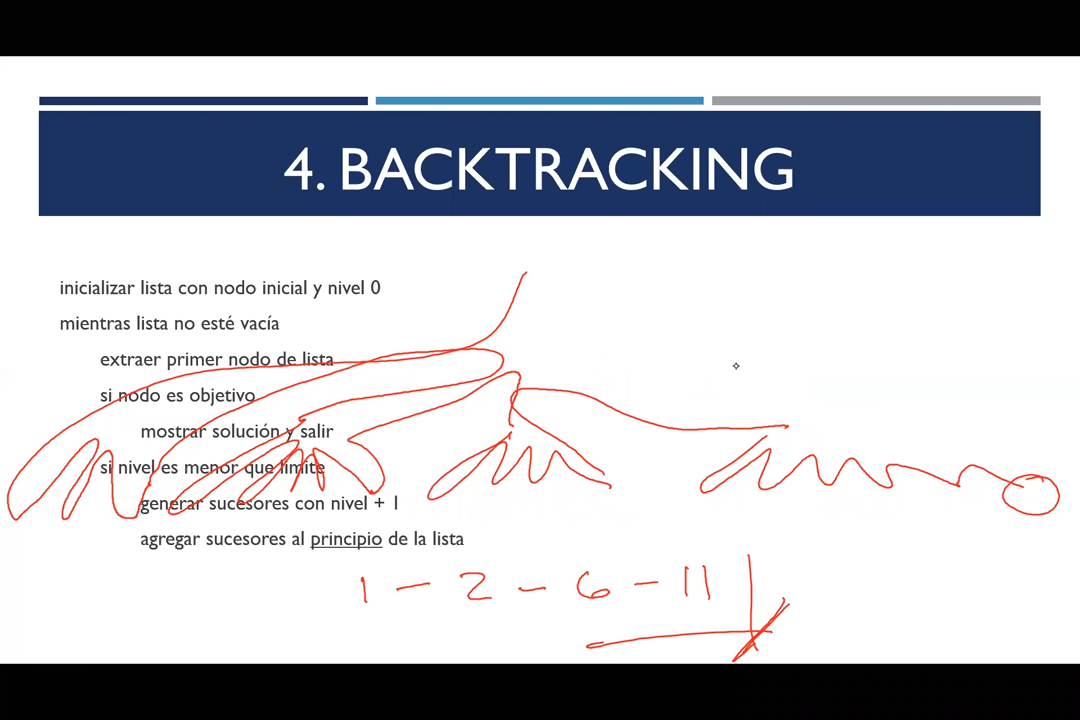 4. BACKTRACKING
inicializar lista con nodo inicial y nivel 0
mientras lista no esté vacía
extraer primer nodo de lista
si nodo es objetivo
mostrar solución y salir
si nivel es menor que limite
generar sucesores con nivel + 1
agregar sucesores al principio de la lista
1 - 2 - 6 - 11